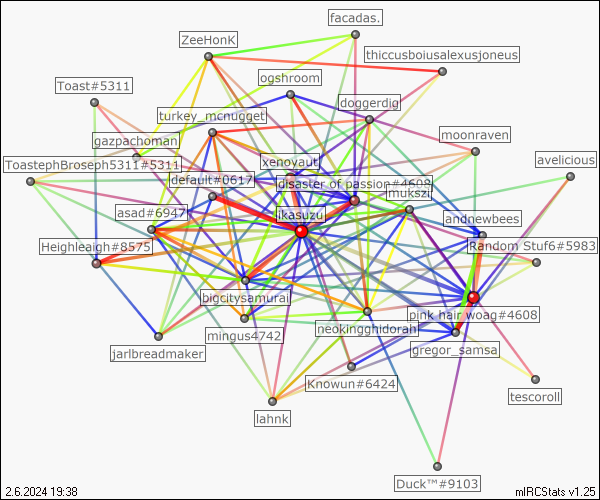 facadas.
ZeeHonK
thiccusboiusalexusjoneus
Toast#5311
ogshroom
doggerdig
turkey_mcnugget
moonraven
gazpachoman
ToastephBroseph5311#5311
xenovaut
avelicious
default#0617
disaster of passion#4608
mukszi
asad#6947
jikasuzu
andnewbees
Heighleaigh#8575
Random Stuf6#5983
bigcitysamurai
pink hair woag#4608
mingus4742
neokingghidorah
jarlbreadmaker
gregor_samsa
Knowun#6424
tescoroll
lahnk
Duck™#9103
2.6.2024 19:38
mIRCStats v1.25